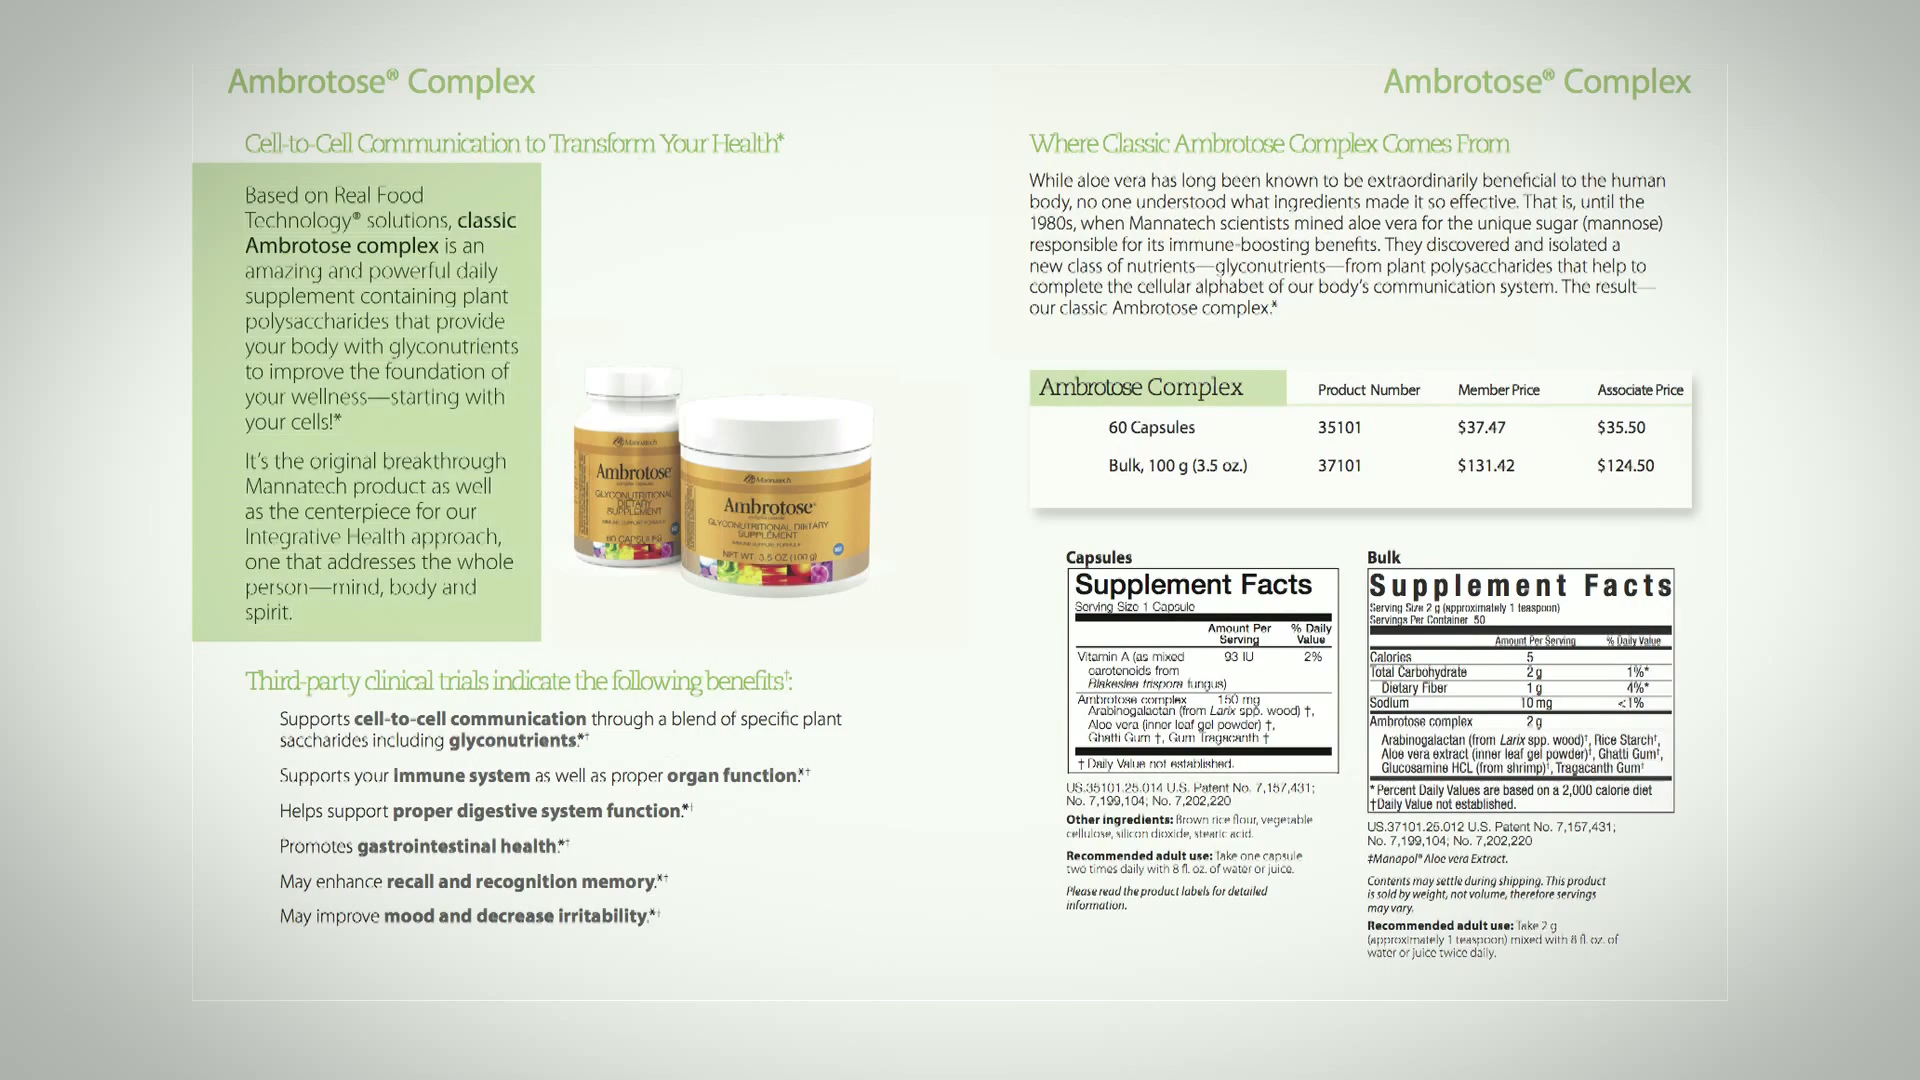 Ambrotose® Complex
Cell-to-Cell Communication to Transform Your Health*
Based on Real Food
Technology® solutions, classic
Ambrotose complex is an
amazing and powerful daily
supplement containing plant
polysaccharides that provide
your body with glyconutrients
to improve the foundation of
your wellness—starting with
your cells!*
It's the original breakthrough
Mannatech product as well
as the centerpiece for our
Integrative Health approach,
one that addresses the whole
person—mind, body and
spirit.
Mannatech
Ambrotose
GLYCONUTRITIONAL
DIETARY
SUPPLEMENT
IMMUNE SUPPORT FORMULA
60 CAPSULES
Mannatech
Ambrotose®
GLYCONUTRITIONAL DIETARY
SUPPLEMENT
IMMUNE SUPPORT FORMULA
NET WT. 3.5 OZ (100 g)
Third-party clinical trials indicate the following benefits†:
Supports cell-to-cell communication through a blend of specific plant
saccharides including glyconutrients.*†
Supports your immune system as well as proper organ function.*†
Helps support proper digestive system function.*†
Promotes gastrointestinal health.*†
May enhance recall and recognition memory.*†
May improve mood and decrease irritability.*†
Ambrotose® Complex
Where Classic Ambrotose Complex Comes From
While aloe vera has long been known to be extraordinarily beneficial to the human
body, no one understood what ingredients made it so effective. That is, until the
1980s, when Mannatech scientists mined aloe vera for the unique sugar (mannose)
responsible for its immune-boosting benefits. They discovered and isolated a
new class of nutrients—glyconutrients—from plant polysaccharides that help to
complete the cellular alphabet of our body's communication system. The result—
our classic Ambrotose complex.*
Ambrotose Complex Product Number Member Price Associate Price
60 Capsules 35101 $37.47 $35.50
Bulk, 100 g (3.5 oz.) 37101 $131.42 $124.50
Capsules
Supplement Facts
Serving Size 1 Capsule
Amount Per Serving % Daily Value
Vitamin A (as mixed 93 IU 2%
carotenoids from
Blakeslea trispora fungus)
Ambrotose complex 150 mg
Arabinogalactan (from Larix spp. wood) †,
Aloe vera (inner leaf gel powder) †,
Ghatti Gum †, Gum Tragacanth †
† Daily Value not established.
US.35101.25.014 U.S. Patent No. 7,157,431;
No. 7,199,104; No. 7,202,220
Other ingredients: Brown rice flour, vegetable
cellulose, silicon dioxide, stearic acid.
Recommended adult use: Take one capsule
two times daily with 8 fl. oz. of water or juice.
Please read the product labels for detailed
information.
Bulk
Supplement Facts
Serving Size 2 g (approximately 1 teaspoon)
Servings Per Container 50
Amount Per Serving % Daily Value
Calories 5
Total Carbohydrate 2 g 1%*
Dietary Fiber 1 g 4%*
Sodium 10 mg <1%
Ambrotose complex 2 g
Arabinogalactan (from Larix spp. wood)†, Rice Starch†,
Aloe vera extract (inner leaf gel powder)‡, Ghatti Gum†,
Glucosamine HCL (from shrimp)†, Tragacanth Gum†
* Percent Daily Values are based on a 2,000 calorie diet
†Daily Value not established.
US.37101.26.012 U.S. Patent No. 7,157,431;
No. 7,199,104; No. 7,202,220
‡Manapol® Aloe vera Extract.
Contents may settle during shipping. This product
is sold by weight, not volume, therefore servings
may vary.
Recommended adult use: Take 2 g
(approximately 1 teaspoon) mixed with 8 fl. oz. of
water or juice twice daily.